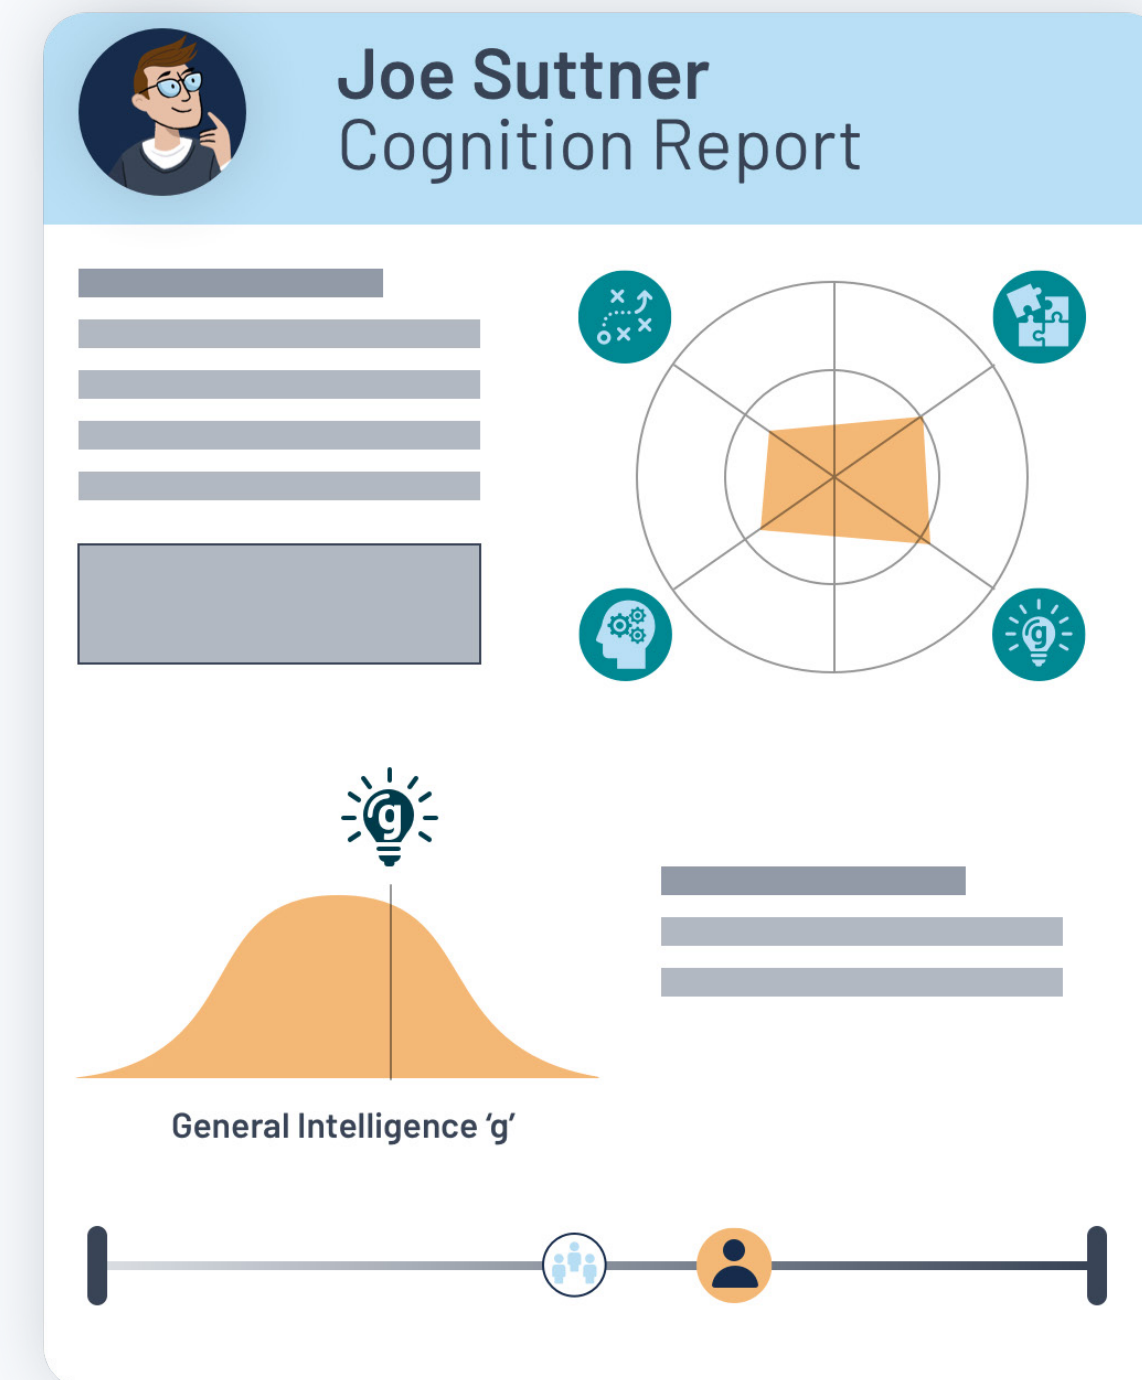 Joe Suttner
Cognition Report
g
g
General Intelligence ‘g’